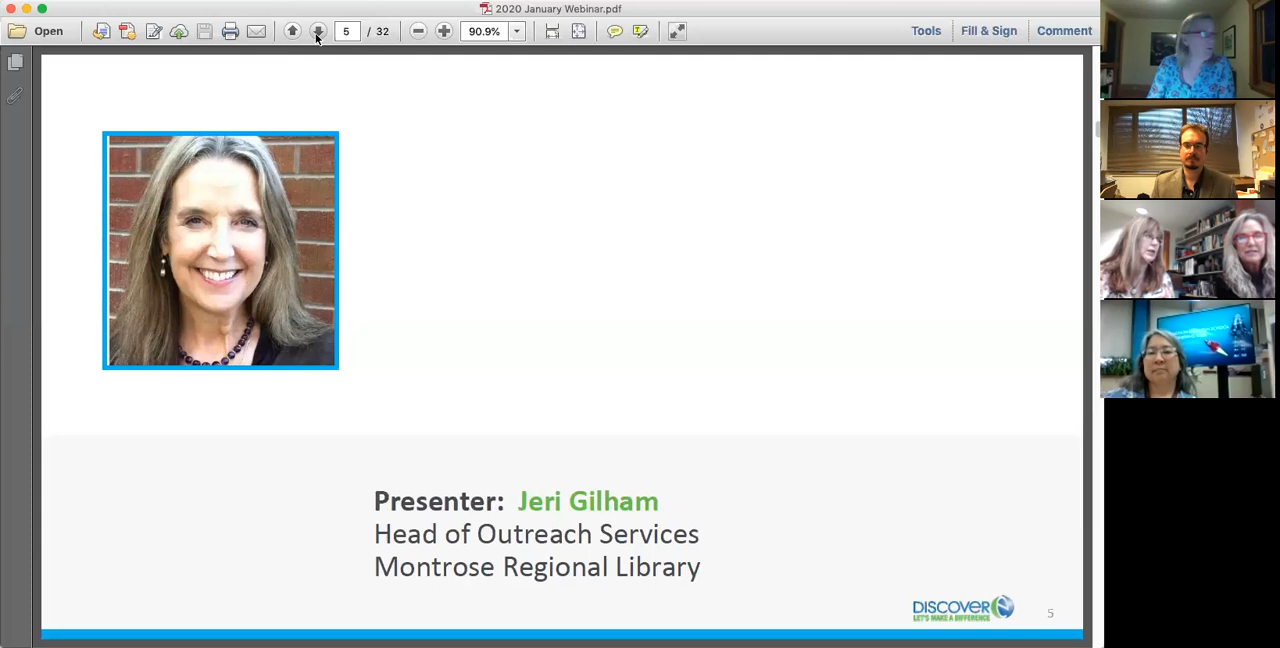 2020 January Webinar.pdf
Open
5 / 32
90.9%
Tools
Fill & Sign
Comment
Presenter: Jeri Gilham
Head of Outreach Services
Montrose Regional Library
DISCOVER
LET'S MAKE A DIFFERENCE
5